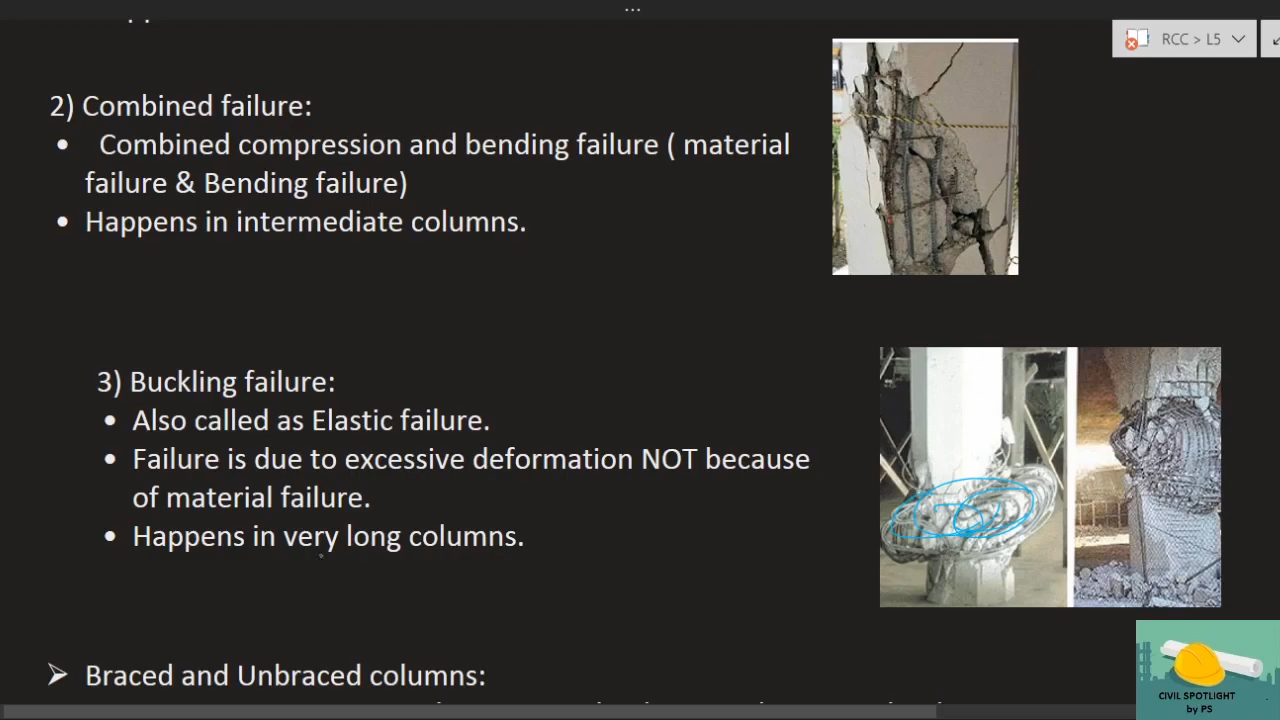 RCC > L5
2) Combined failure:
• Combined compression and bending failure ( material
failure & Bending failure)
• Happens in intermediate columns.
3) Buckling failure:
• Also called as Elastic failure.
• Failure is due to excessive deformation NOT because
of material failure.
• Happens in very long columns.
➢ Braced and Unbraced columns:
CIVIL SPOTLIGHT
by PS